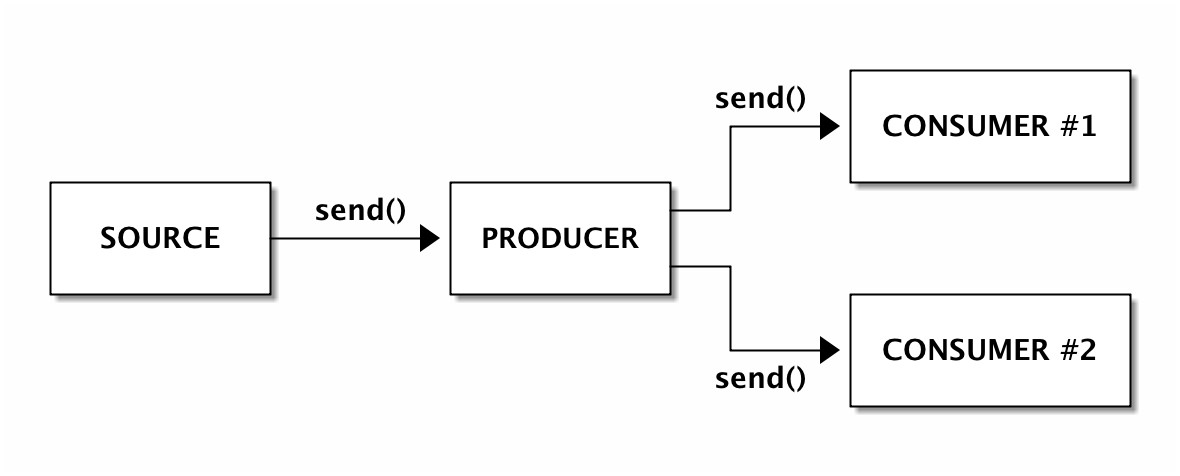 send()
CONSUMER #1
send()
SOURCE
PRODUCER
CONSUMER #2
send()